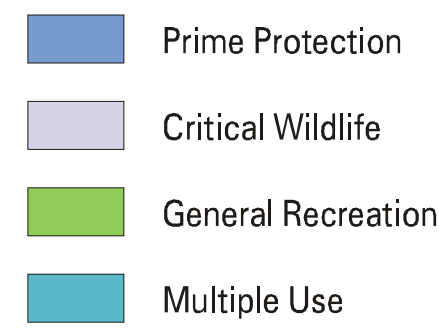 Prime Protection
Critical Wildlife
General Recreation
Multiple Use